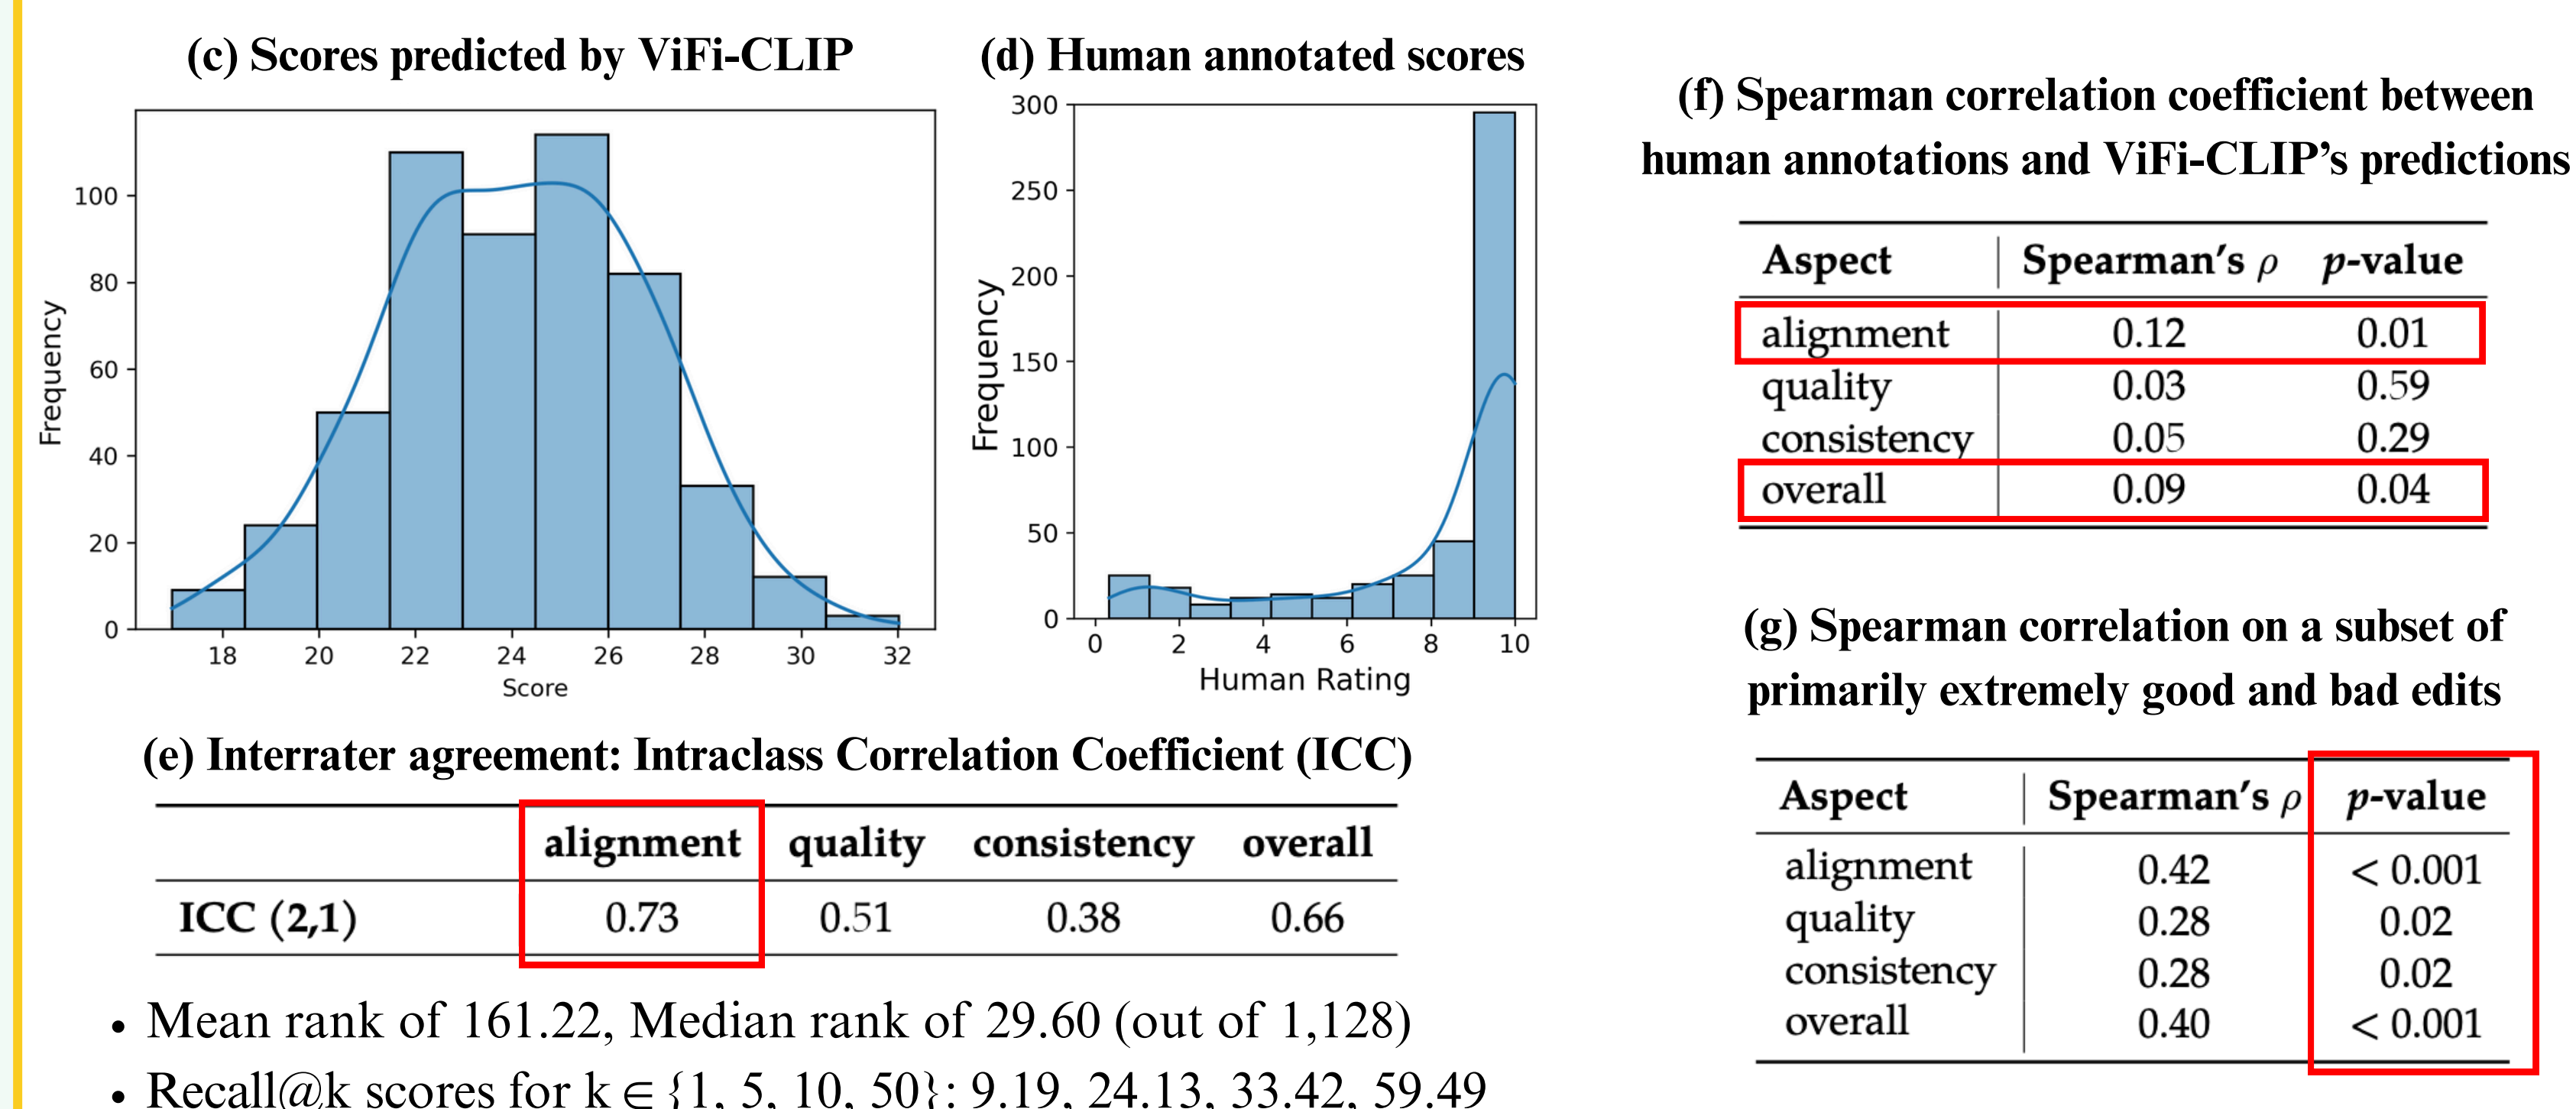 (c) Scores predicted by ViFi-CLIP
Frequency
100
80
60
40
20
0
18 20 22 24 26 28 30 32
Score
(d) Human annotated scores
Frequency
300
250
200
150
100
50
0
0 2 4 6 8 10
Human Rating
(e) Interrater agreement: Intraclass Correlation Coefficient (ICC)
alignment quality consistency overall
ICC (2,1) 0.73 0.51 0.38 0.66
• Mean rank of 161.22, Median rank of 29.60 (out of 1,128)
• Recall@k scores for k ∈ {1, 5, 10, 50}: 9.19, 24.13, 33.42, 59.49
(f) Spearman correlation coefficient between
human annotations and ViFi-CLIP’s predictions
Aspect Spearman’s ρ p-value
alignment 0.12 0.01
quality 0.03 0.59
consistency 0.05 0.29
overall 0.09 0.04
(g) Spearman correlation on a subset of
primarily extremely good and bad edits
Aspect Spearman’s ρ p-value
alignment 0.42 < 0.001
quality 0.28 0.02
consistency 0.28 0.02
overall 0.40 < 0.001